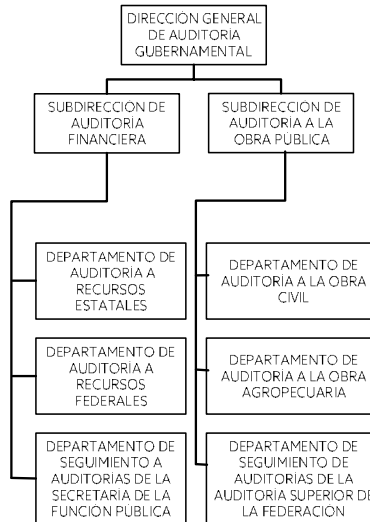 DIRECCIÓN GENERAL
DE AUDITORÍA
GUBERNAMENTAL
SUBDIRECCIÓN DE
AUDITORÍA
FINANCIERA
SUBDIRECCIÓN DE
AUDITORÍA A LA
OBRA PÚBLICA
DEPARTAMENTO DE
AUDITORÍA A
RECURSOS
ESTATALES
DEPARTAMENTO DE
AUDITORÍA A
RECURSOS
FEDERALES
DEPARTAMENTO DE
SEGUIMIENTO A
AUDITORÍAS DE LA
SECRETARÍA DE LA
FUNCIÓN PÚBLICA
DEPARTAMENTO DE
AUDITORÍA A LA OBRA
CIVIL
DEPARTAMENTO DE
AUDITORÍA A LA OBRA
AGROPECUARIA
DEPARTAMENTO DE
SEGUIMIENTO DE
AUDITORÍAS DE LA
AUDITORÍA SUPERIOR DE
LA FEDERACIÓN